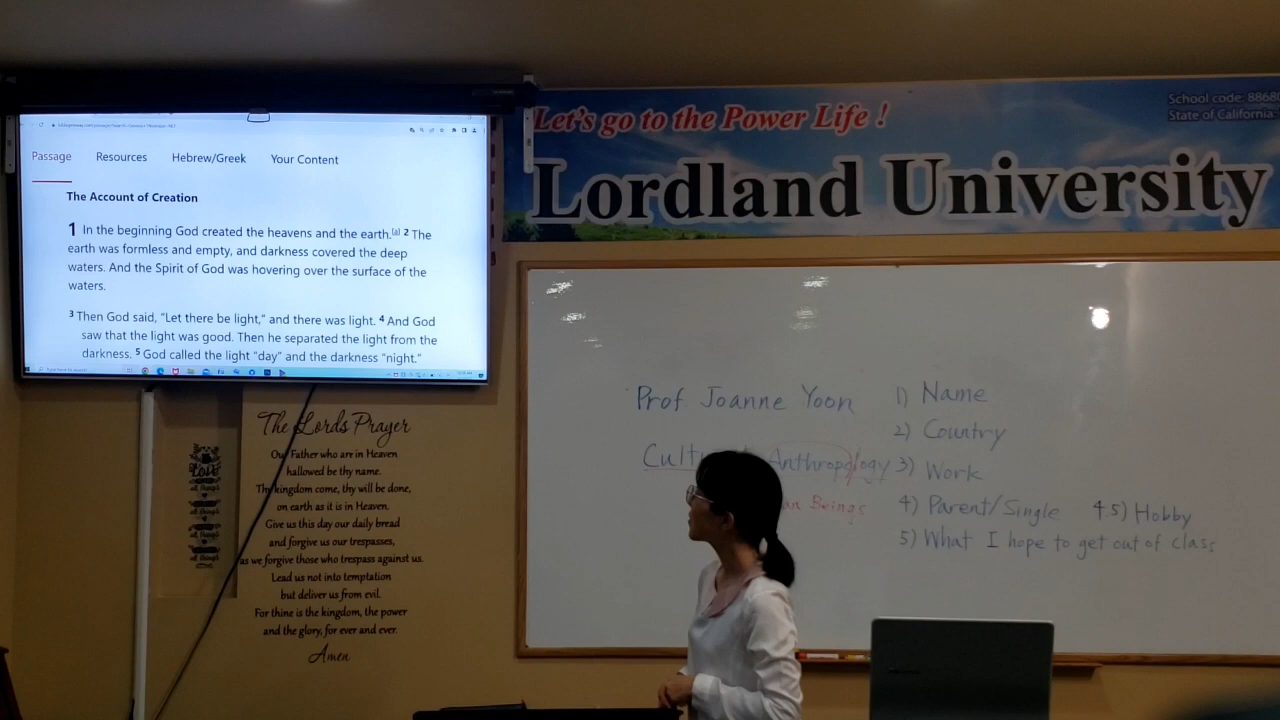 Passage Resources Hebrew/Greek Your Content
The Account of Creation
1 In the beginning God created the heavens and the earth.[a] 2 The
earth was formless and empty, and darkness covered the deep
waters. And the Spirit of God was hovering over the surface of the
waters.
3 Then God said, “Let there be light,” and there was light. 4 And God
saw that the light was good. Then he separated the light from the
darkness. 5 God called the light “day” and the darkness “night.”
Let's go to the Power Life !
School code: 8868
State of California
Lordland University
The Lords Prayer
Our Father who are in Heaven
hallowed be thy name.
Thy kingdom come, thy will be done,
on earth as it is in Heaven.
Give us this day our daily bread
and forgive us our trespasses,
as we forgive those who trespass against us.
Lead us not into temptation
but deliver us from evil.
For thine is the kingdom, the power
and the glory, for ever and ever.
Amen
Love
all things
all things
Prof. Joanne Yoon
Anthropology
Beings
1) Name
2) Country
3) Work
4) Parent/Single 4 5) Hobby
5) What I hope to get out of class